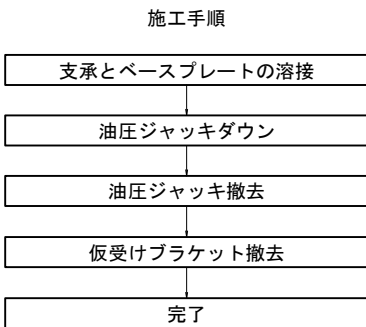 施工手順
支承とベースプレートの溶接
油圧ジャッキダウン
油圧ジャッキ撤去
仮受けブラケット撤去
完了